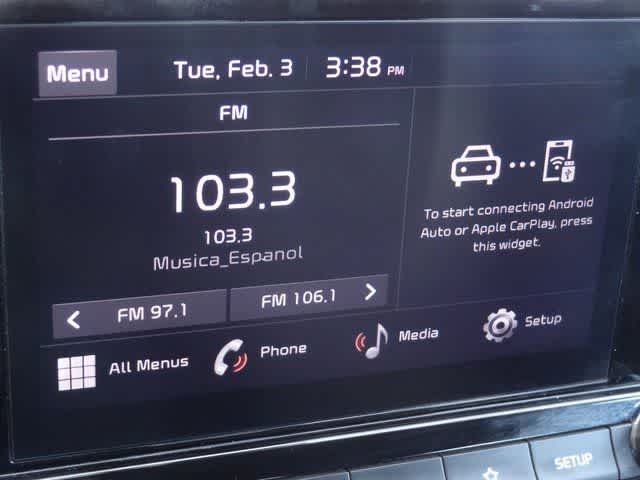 Menu
Tue, Feb. 3
3:38 PM
FM
103.3
103.3
Musica_Espanol
FM 97.1
FM 106.1
To start connecting Android
Auto or Apple CarPlay, press
this widget.
All Menus
Phone
Media
Setup
SETUP